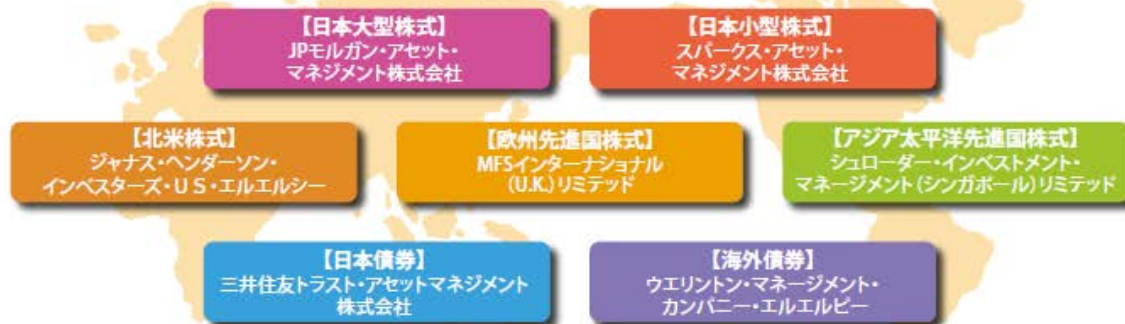 【日本大型株式】
JPモルガン・アセット・
マネジメント株式会社
【日本小型株式】
スパークス・アセット・
マネジメント株式会社
【北米株式】
ジャナス・ヘンダーソン・
インベスターズ・US・エルエルシー
【欧州先進国株式】
MFSインターナショナル
(U.K.)リミテッド
【アジア太平洋先進国株式】
シュローダー・インベストメント・
マネージメント(シンガポール)リミテッド
【日本債券】
三井住友トラスト・アセットマネジメント
株式会社
【海外債券】
ウエリントン・マネージメント・
カンパニー・エルエルピー